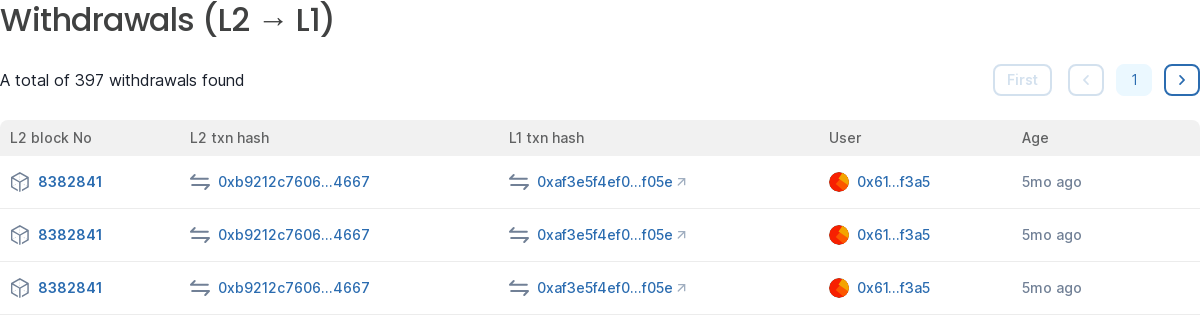 Withdrawals (L2 → L1)
A total of 397 withdrawals found
First 1
L2 block No L2 txn hash L1 txn hash User Age
8382841 0xb9212c7606...4667 0xaf3e5f4ef0...f05e 0x61...f3a5 5mo ago
8382841 0xb9212c7606...4667 0xaf3e5f4ef0...f05e 0x61...f3a5 5mo ago
8382841 0xb9212c7606...4667 0xaf3e5f4ef0...f05e 0x61...f3a5 5mo ago